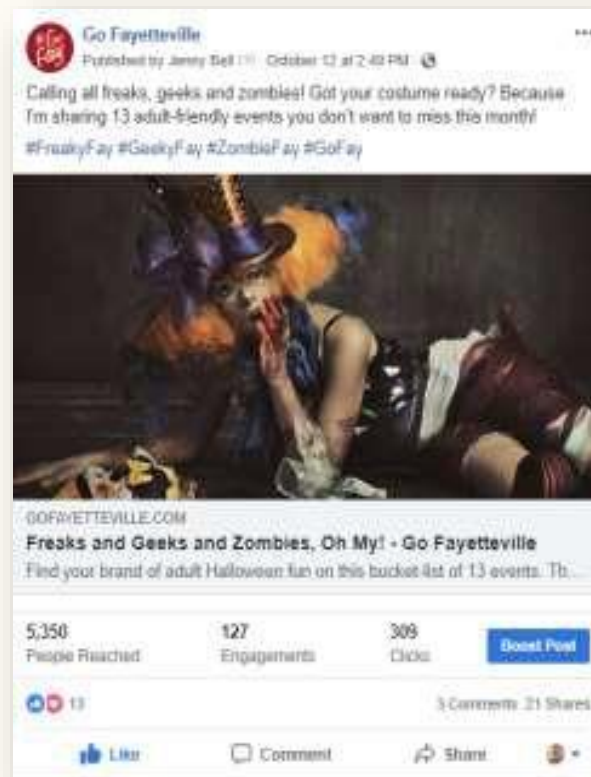 Go Fayetteville
Published by Jenny Bell October 12 at 2:49 PM
Calling all freaks, geeks and zombies! Got your costume ready? Because
I'm sharing 13 adult-friendly events you don't want to miss this month!
#FreakyFay #GeekyFay #ZombieFay #GoFay
GOFAYETTEVILLE.COM
Freaks and Geeks and Zombies, Oh My! - Go Fayetteville
Find your brand of adult Halloween fun on this bucket-list of 13 events. Th...
5,350 127 309
People Reached Engagements Clicks Boost Post
13 3 Comments 21 Shares
Like Comment Share